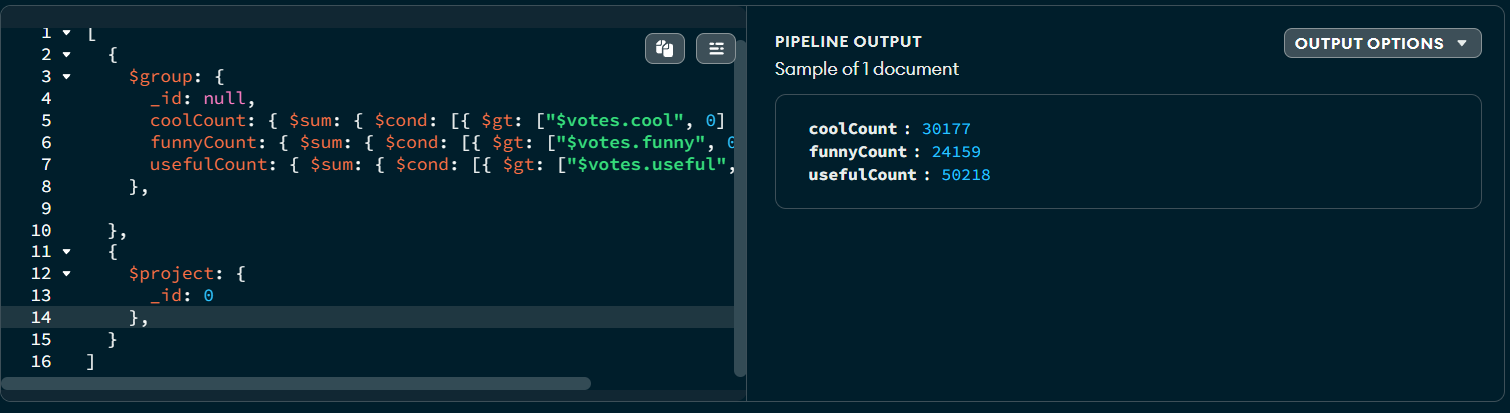 1 [
2 {
3 $group: {
4 _id: null,
5 coolCount: { $sum: { $cond: [{ $gt: ["$votes.cool", 0]
6 funnyCount: { $sum: { $cond: [{ $gt: ["$votes.funny", 0
7 usefulCount: { $sum: { $cond: [{ $gt: ["$votes.useful",
8 },
9
10 },
11 {
12 $project: {
13 _id: 0
14 },
15 }
16 ]
PIPELINE OUTPUT
OUTPUT OPTIONS
Sample of 1 document
coolCount : 30177
funnyCount : 24159
usefulCount : 50218